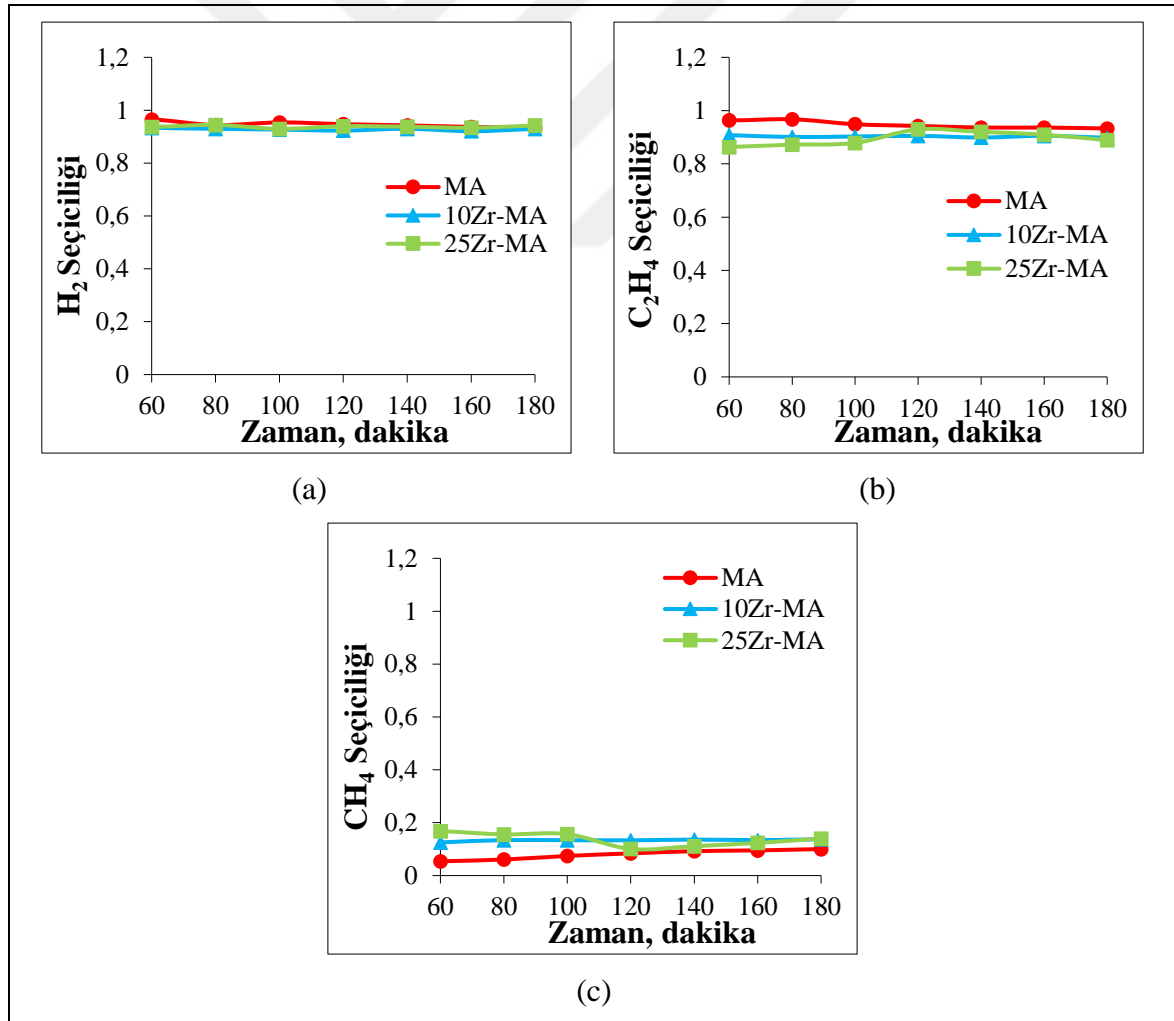 1,2
1
0,8
0,6
0,4
0,2
0
H₂ Seçiciliği
MA
10Zr-MA
25Zr-MA
60 80 100 120 140 160 180
Zaman, dakika
(a)
1,2
1
0,8
0,6
0,4
0,2
0
C₂H₄ Seçiciliği
MA
10Zr-MA
25Zr-MA
60 80 100 120 140 160 180
Zaman, dakika
(b)
1,2
1
0,8
0,6
0,4
0,2
0
CH₄ Seçiciliği
MA
10Zr-MA
25Zr-MA
60 80 100 120 140 160 180
Zaman, dakika
(c)